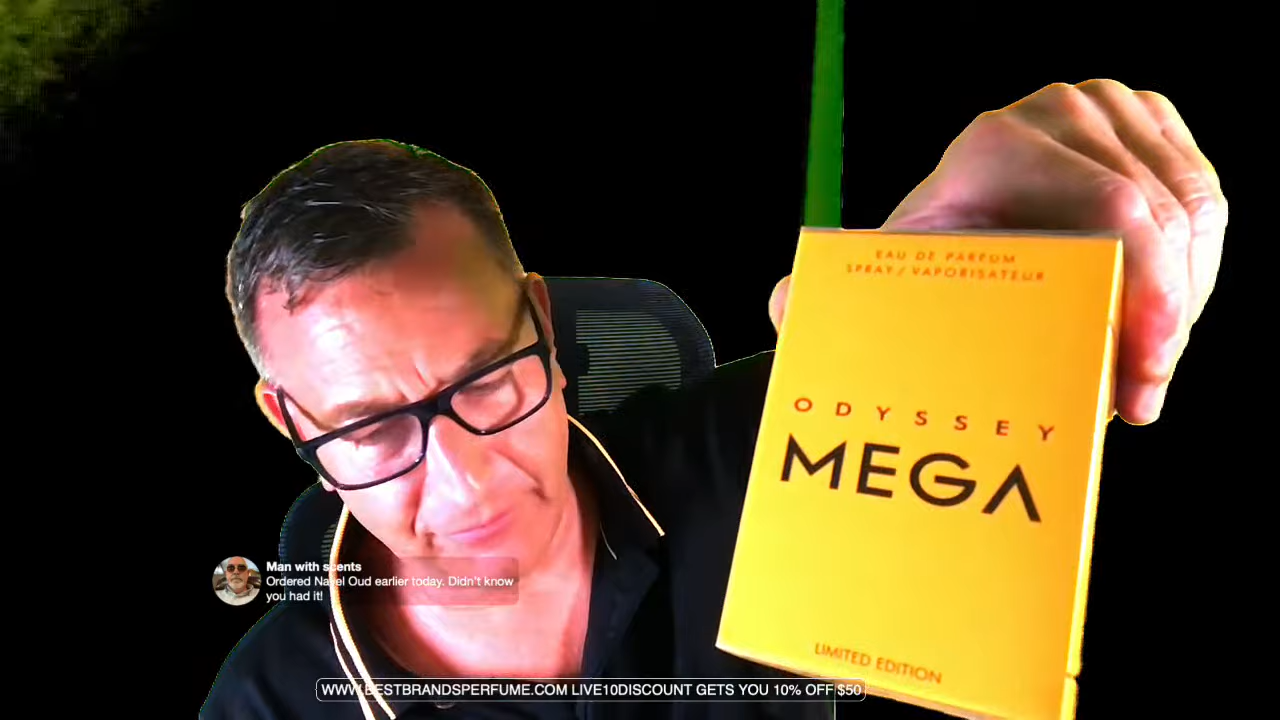 EAU DE PARFUM
SPRAY / VAPORISATEUR
ODYSSEY
MEGA
LIMITED EDITION
Man with scents
Ordered Navel Oud earlier today. Didn't know
you had it!
WWW.BESTBRANDSPERFUME.COM LIVE10DISCOUNT GETS YOU 10% OFF $50